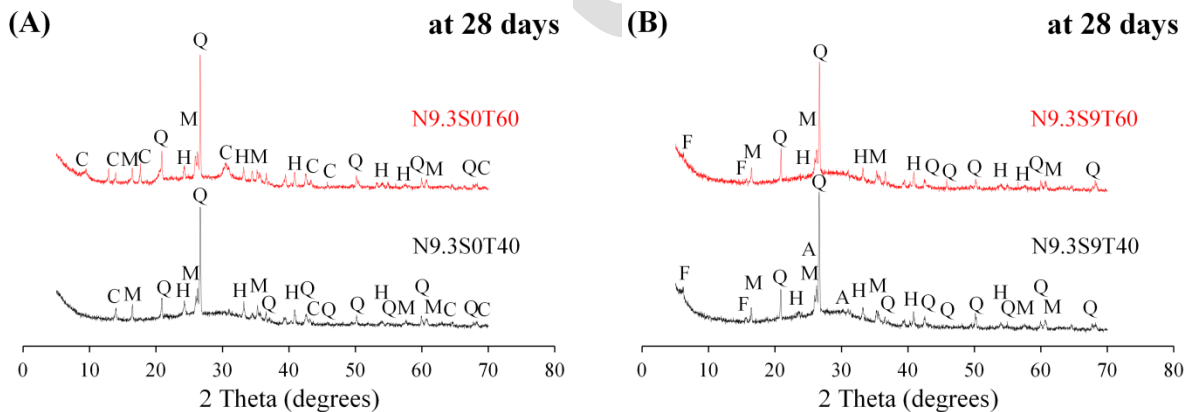 (A)
at 28 days
Q
N9.3S0T60
M
Q
C C C M C H C H M H C C Q H H Q M Q C
N9.3S0T40
M
C M Q H H M Q H Q C Q Q H Q M Q M C Q C
0 10 20 30 40 50 60 70 80
2 Theta (degrees)
(B)
at 28 days
Q
N9.3S9T60
M
F F M Q H H M H Q Q Q H H Q M Q
Q
N9.3S9T40
A
M
F F M Q H A H M Q H Q Q Q H Q M Q M Q
0 10 20 30 40 50 60 70 80
2 Theta (degrees)